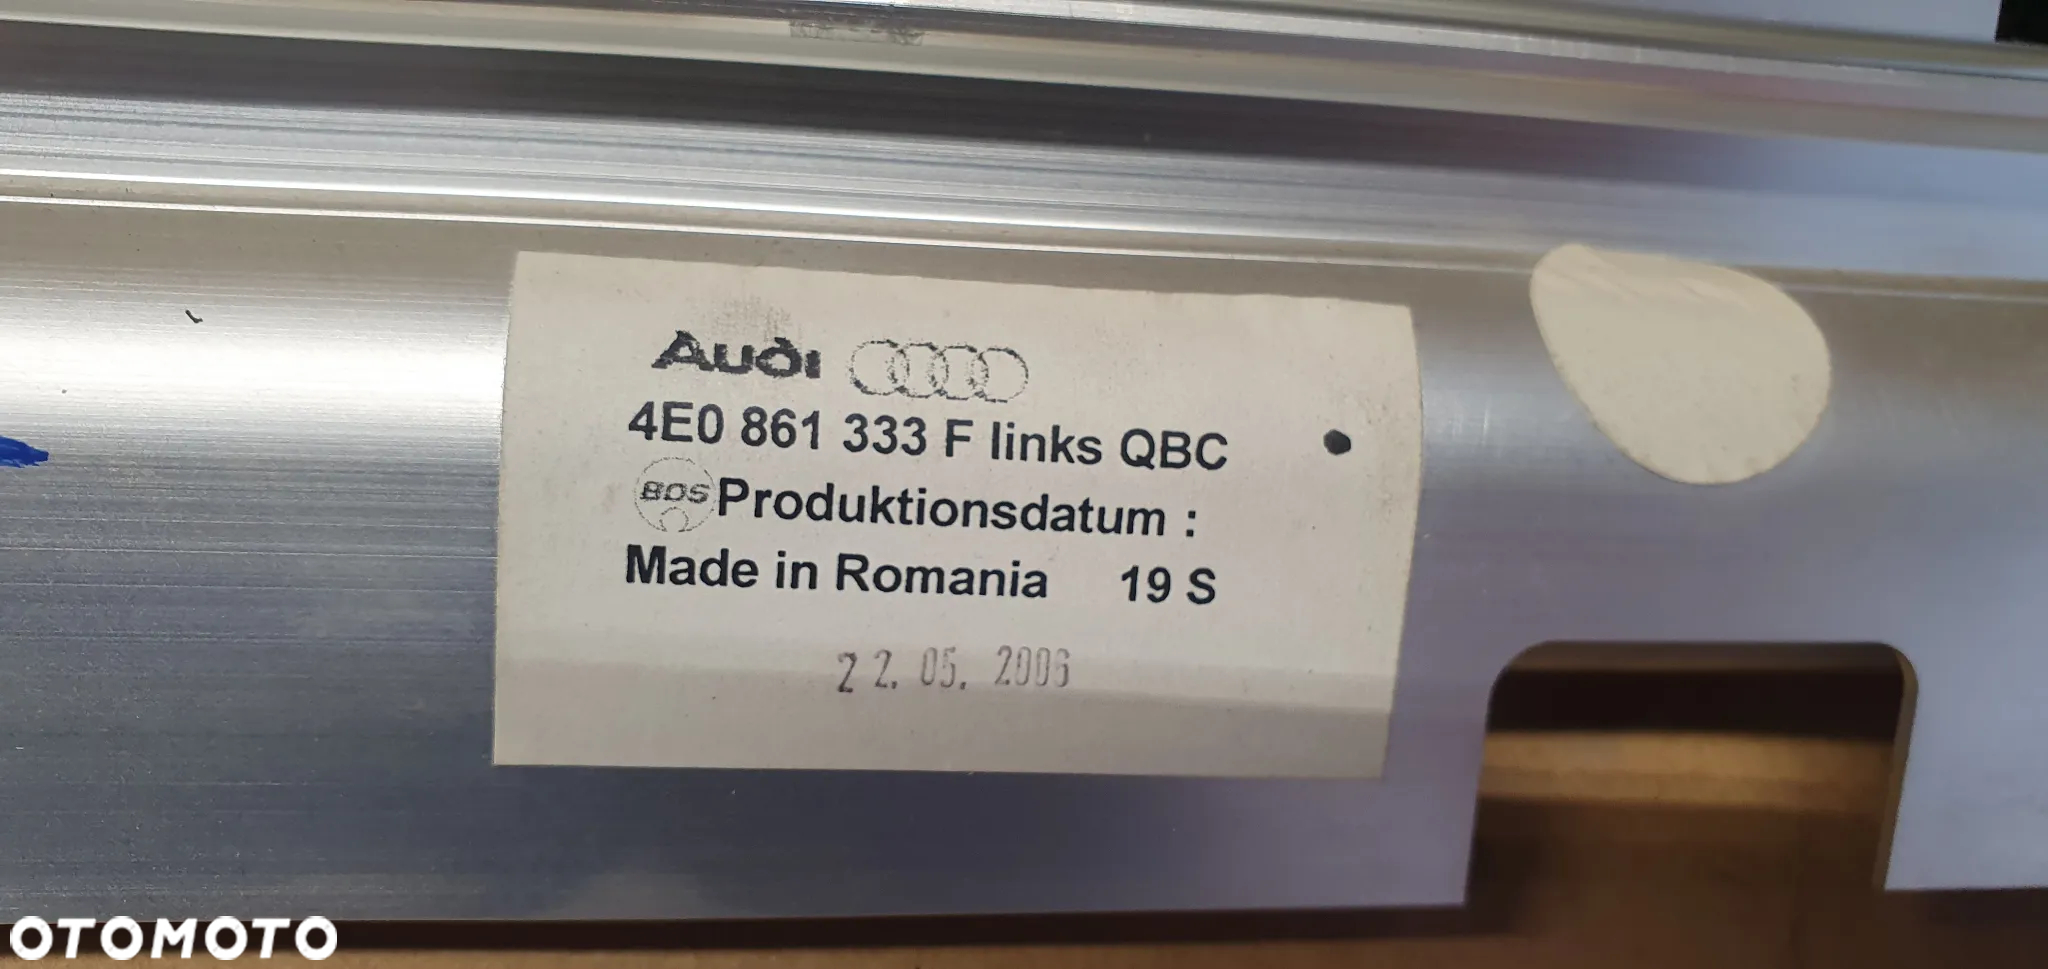 Audi
4E0 861 333 F links QBC
BOS Produktionsdatum :
Made in Romania 19 S
22.05.2006
OTOMOTO